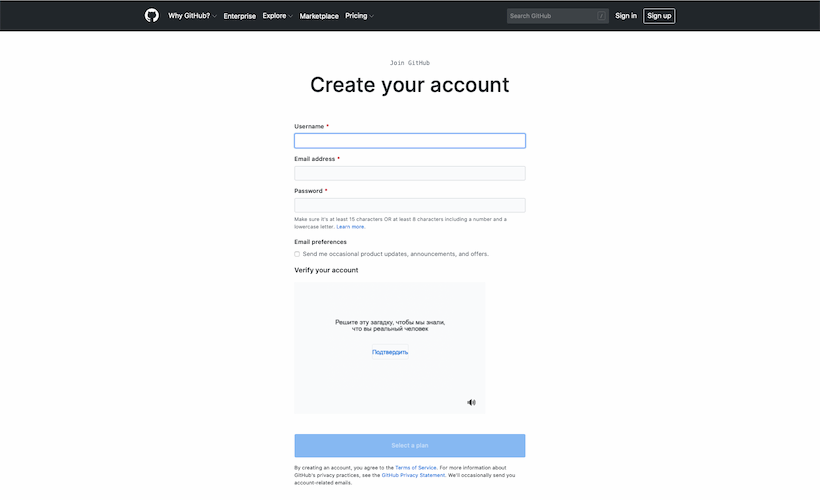 Why GitHub? Enterprise Explore Marketplace Pricing Search GitHub / Sign in Sign up
Join GitHub
Create your account
Username *
Email address *
Password *
Make sure it's at least 15 characters OR at least 8 characters including a number and a
lowercase letter. Learn more.
Email preferences
Send me occasional product updates, announcements, and offers.
Verify your account
Решите эту загадку, чтобы мы знали,
что вы реальный человек
Подтвердить
Select a plan
By creating an account, you agree to the Terms of Service. For more information about
GitHub's privacy practices, see the GitHub Privacy Statement. We'll occasionally send you
account-related emails.